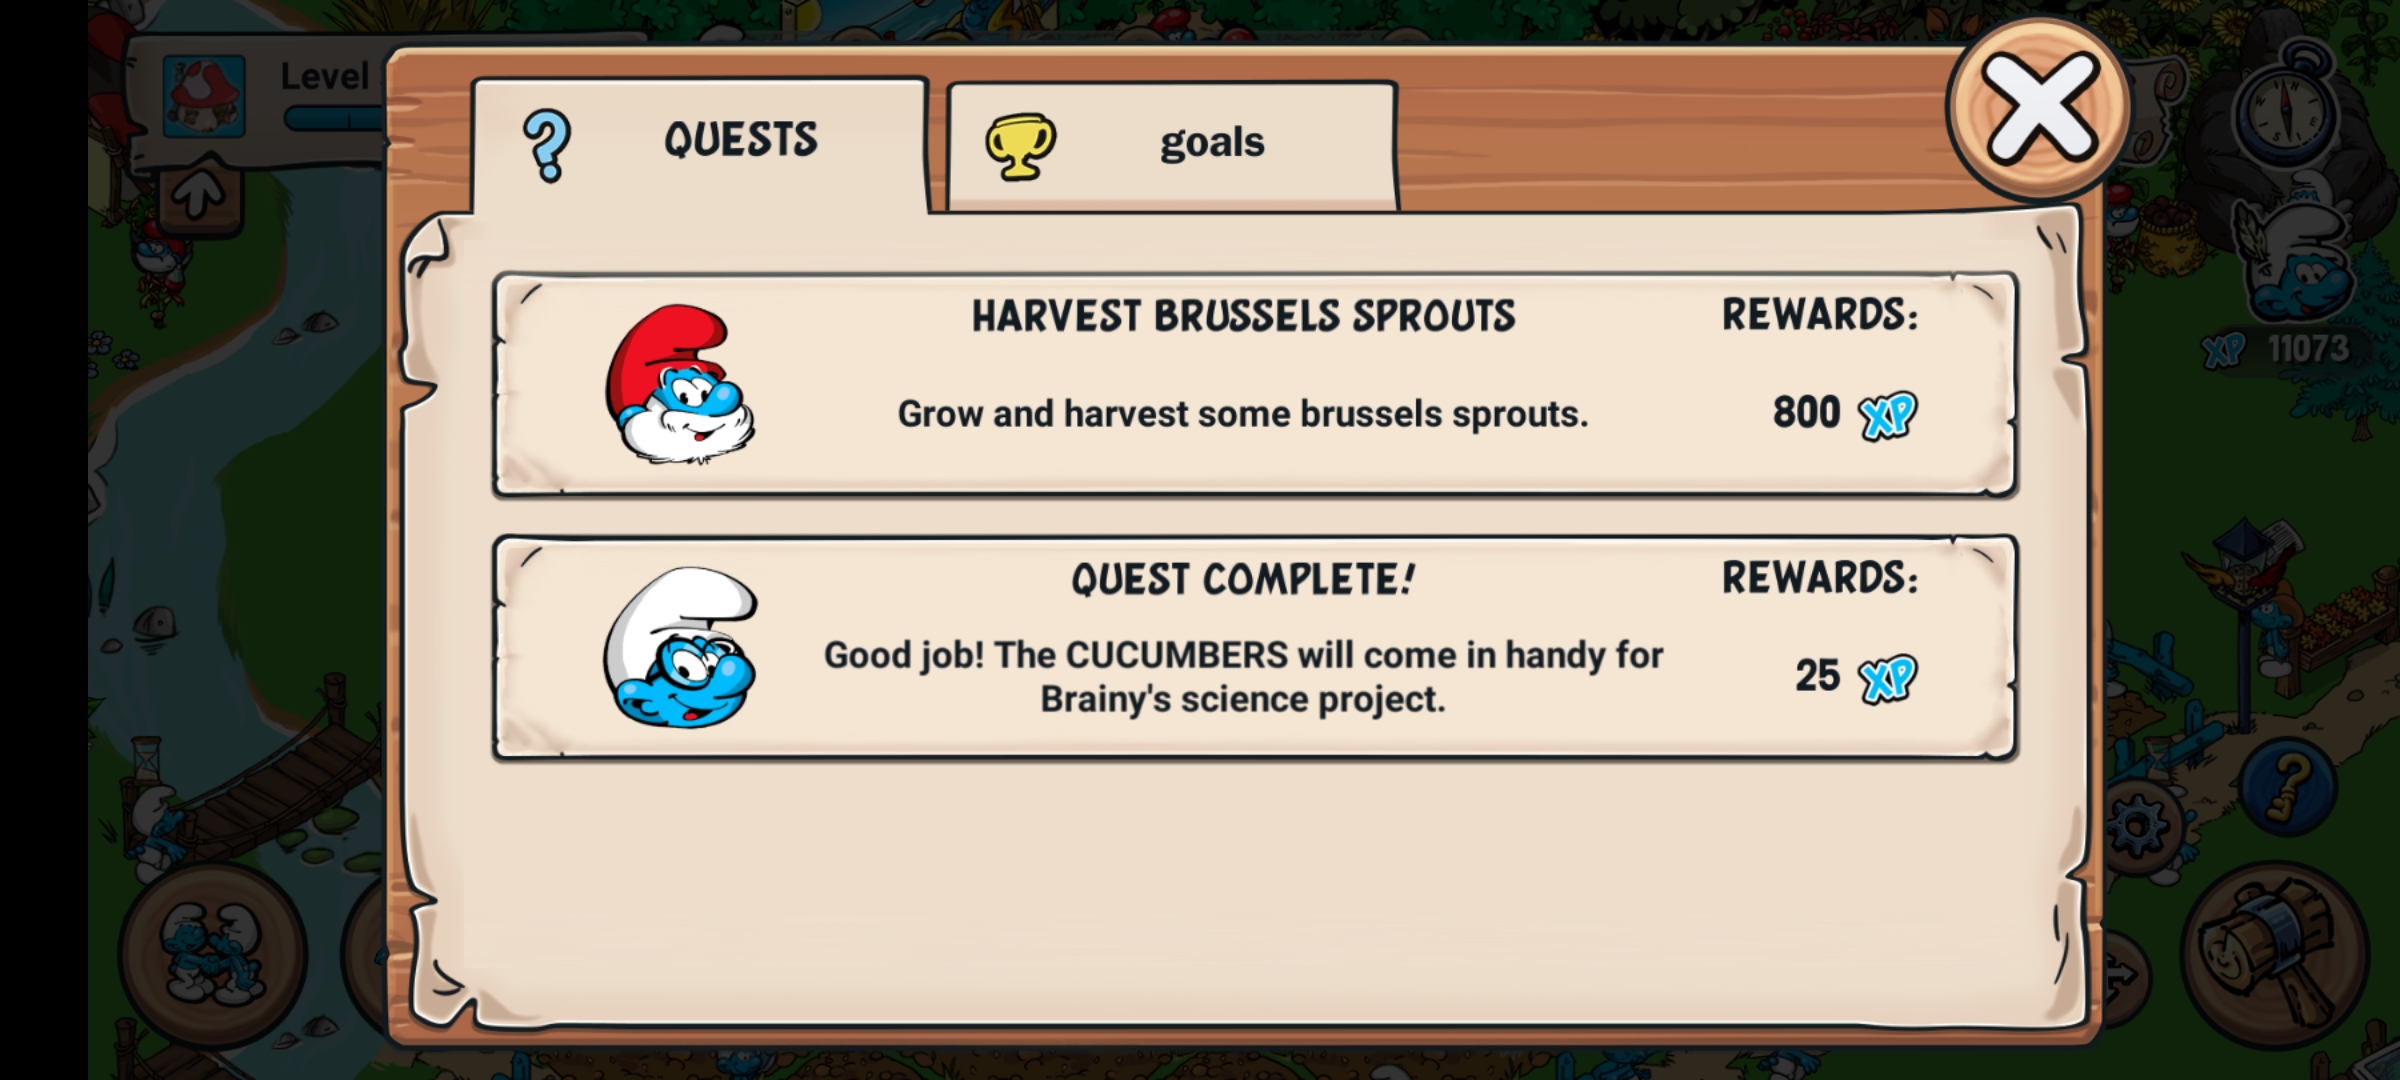 Level
QUESTS
goals
HARVEST BRUSSELS SPROUTS
REWARDS:
Grow and harvest some brussels sprouts.
800 XP
QUEST COMPLETE!
REWARDS:
Good job! The CUCUMBERS will come in handy for
Brainy's science project.
25 XP
XP 11073